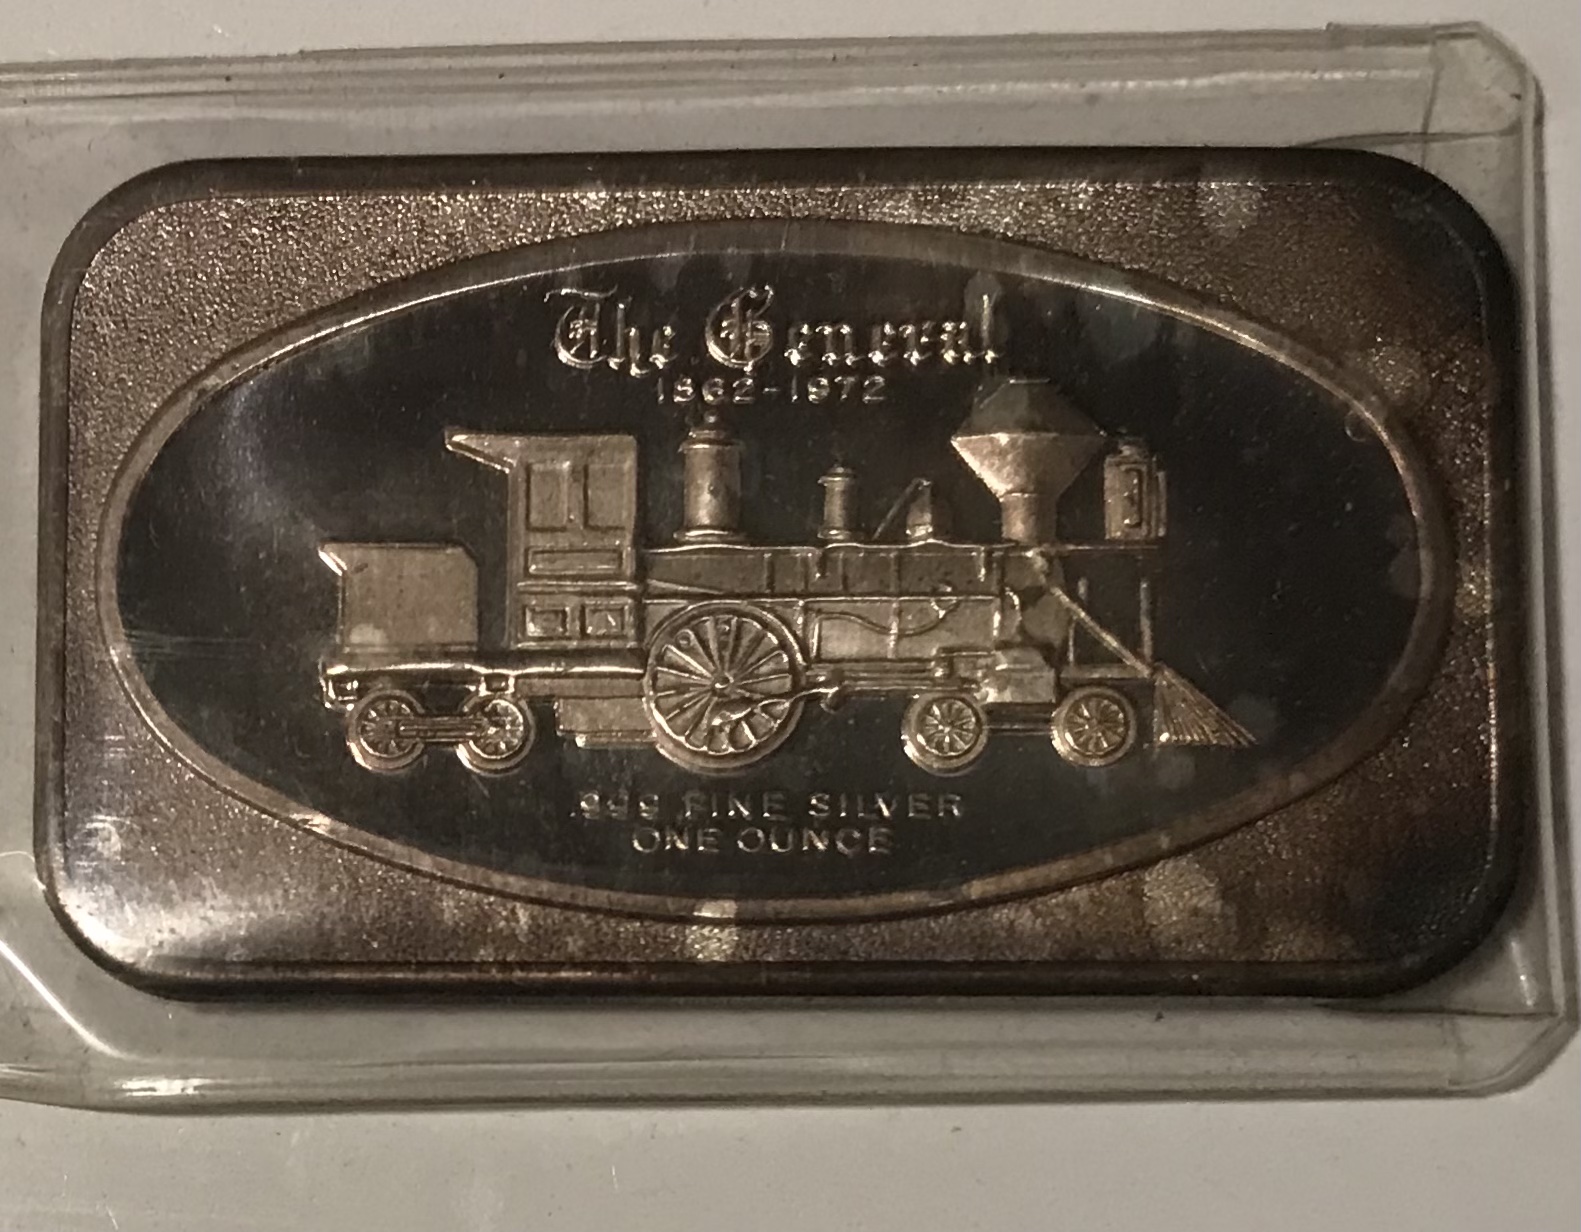 The General
1862-1972
.999 FINE SILVER
ONE OUNCE